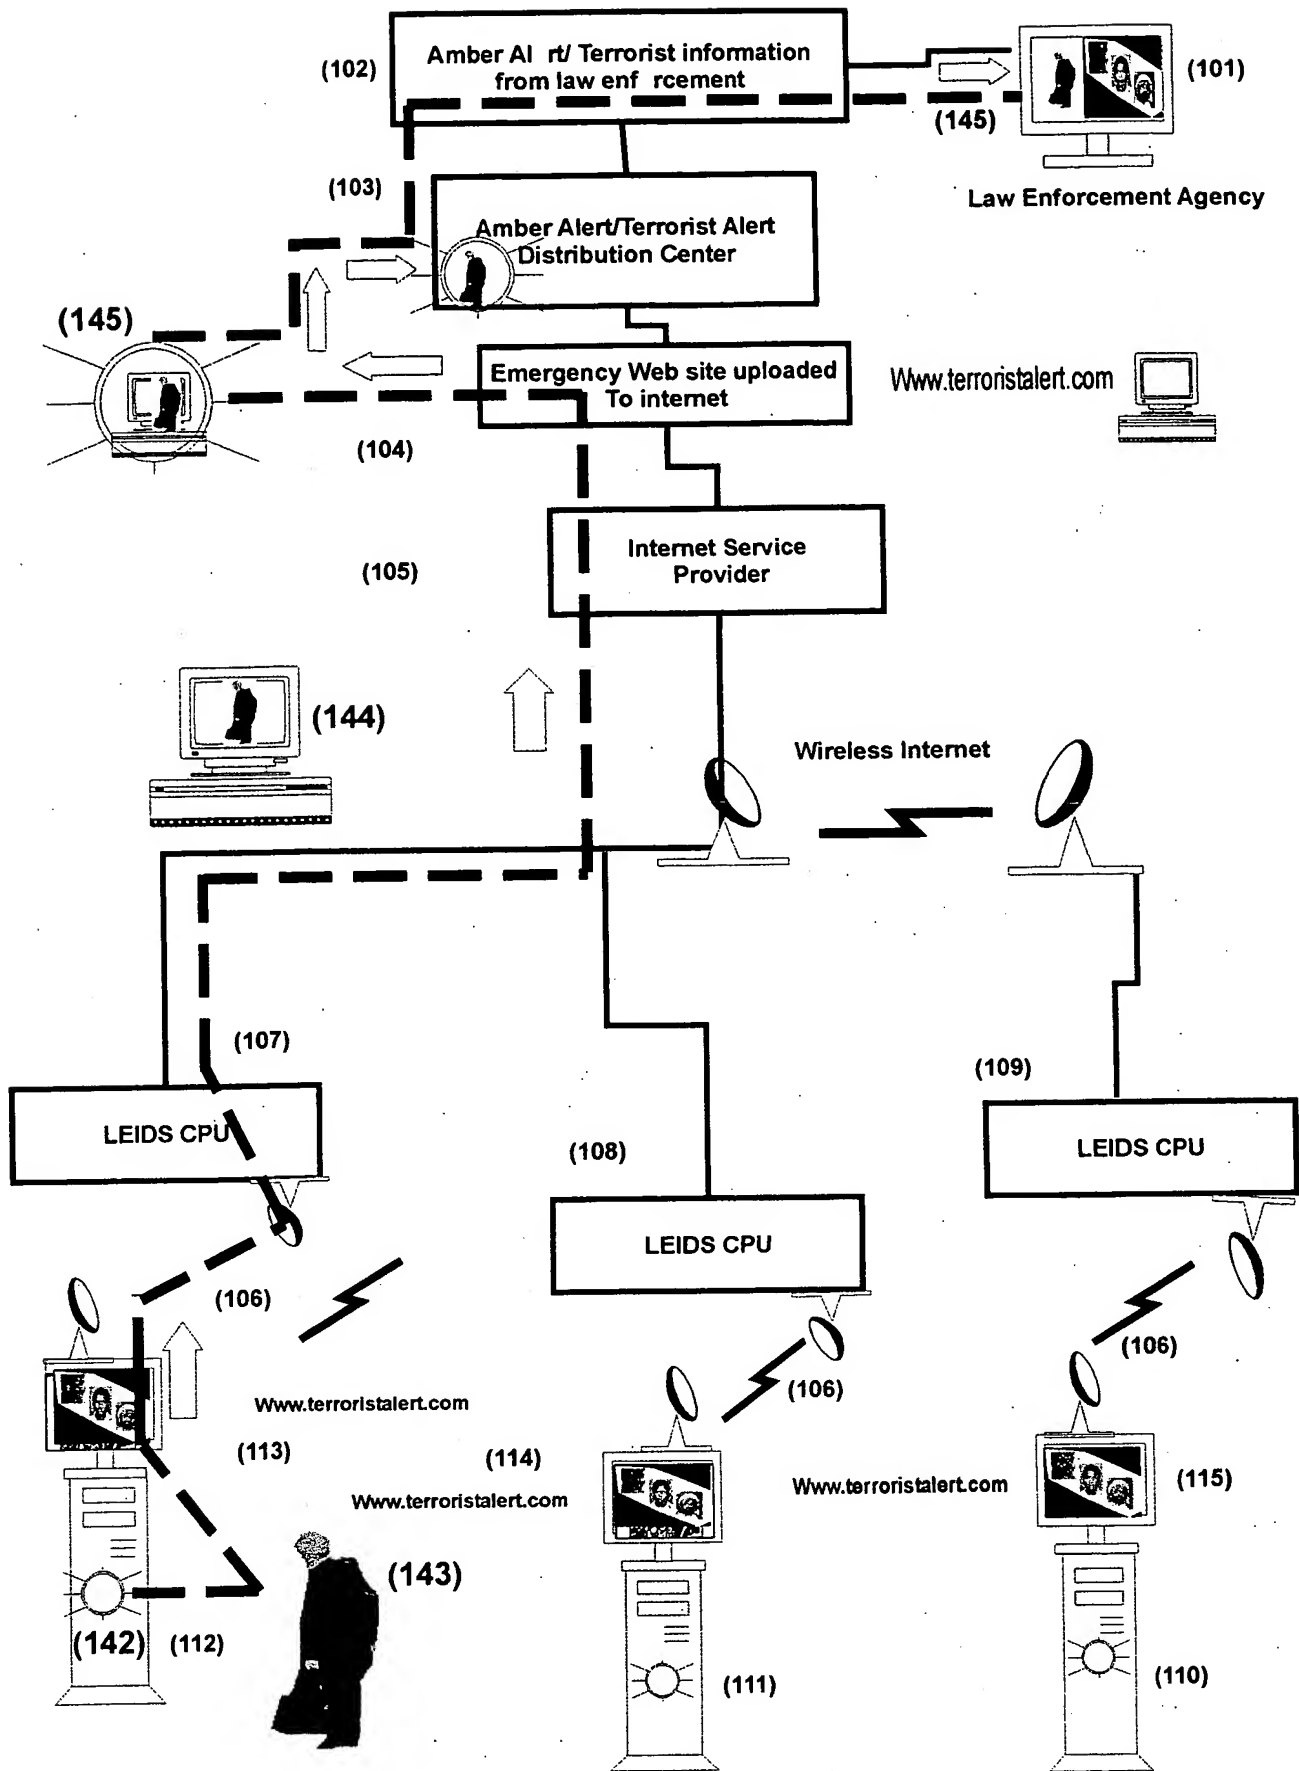 (102)
Amber Al rt/ Terrorist information
from law enf rcement
(101)
(145)
Law Enforcement Agency
(103)
Amber Alert/Terrorist Alert
Distribution Center
(145)
Emergency Web site uploaded
To internet
Www.terroristalert.com
(104)
Internet Service
Provider
(105)
(144)
Wireless Internet
(107)
(109)
LEIDS CPU
(108)
LEIDS CPU
LEIDS CPU
(106)
(106)
(106)
Www.terroristalert.com
(113)
(114)
Www.terroristalert.com
Www.terroristalert.com
(115)
(143)
(142)
(112)
(111)
(110)